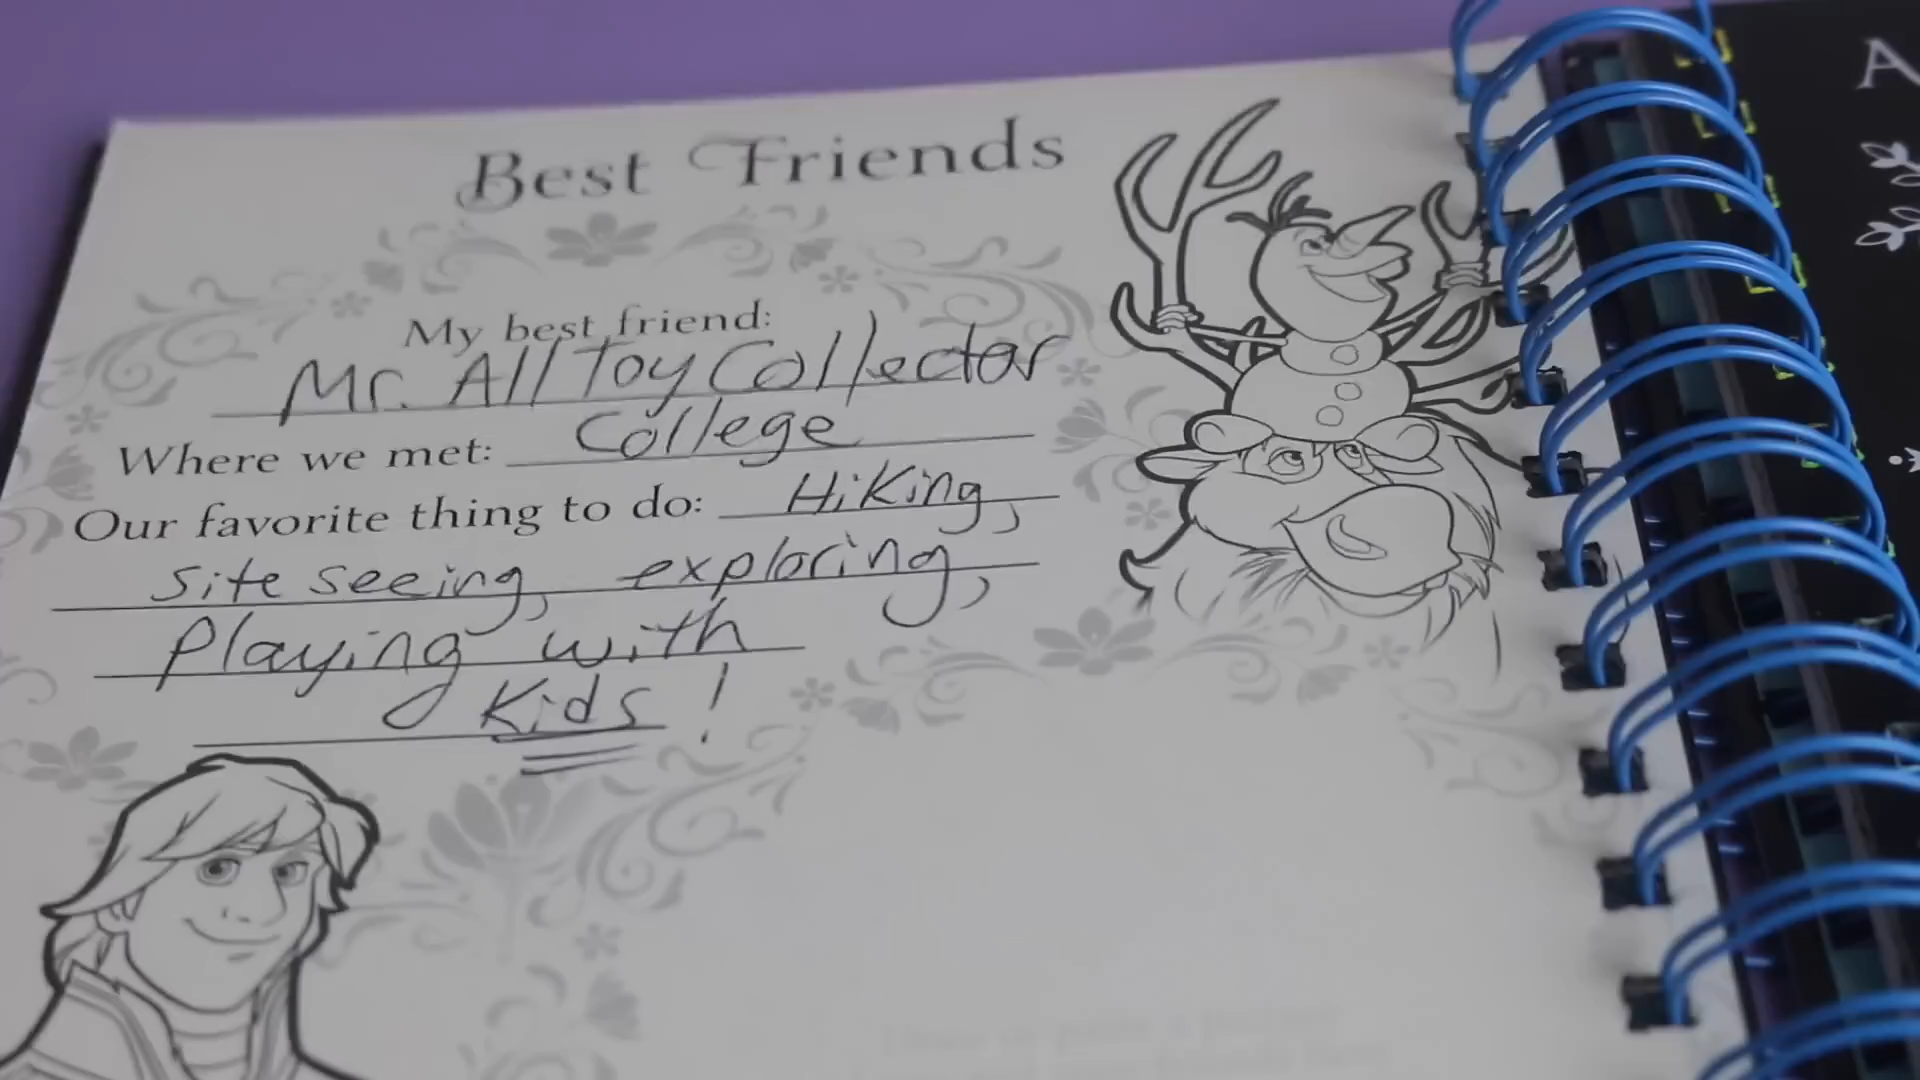 Best Friends
My best friend:
Mr. All Toy Collector
Where we met: College
Our favorite thing to do: Hiking,
site seeing, exploring,
Playing with
Kids!
A